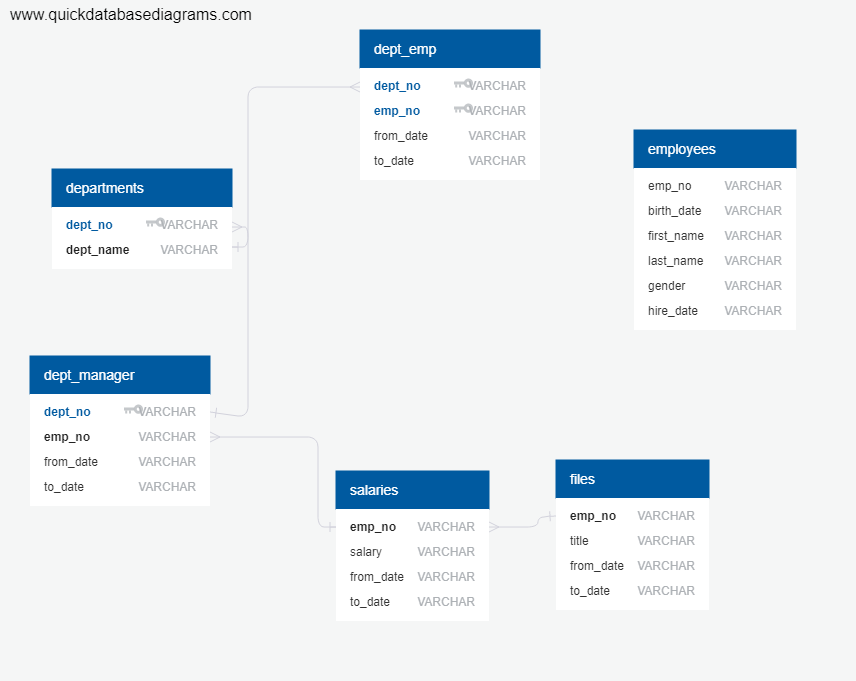 www.quickdatabasediagrams.com
dept_emp
dept_no VARCHAR
emp_no VARCHAR
from_date VARCHAR
to_date VARCHAR
employees
emp_no VARCHAR
birth_date VARCHAR
first_name VARCHAR
last_name VARCHAR
gender VARCHAR
hire_date VARCHAR
departments
dept_no VARCHAR
dept_name VARCHAR
dept_manager
dept_no VARCHAR
emp_no VARCHAR
from_date VARCHAR
to_date VARCHAR
salaries
emp_no VARCHAR
salary VARCHAR
from_date VARCHAR
to_date VARCHAR
files
emp_no VARCHAR
title VARCHAR
from_date VARCHAR
to_date VARCHAR